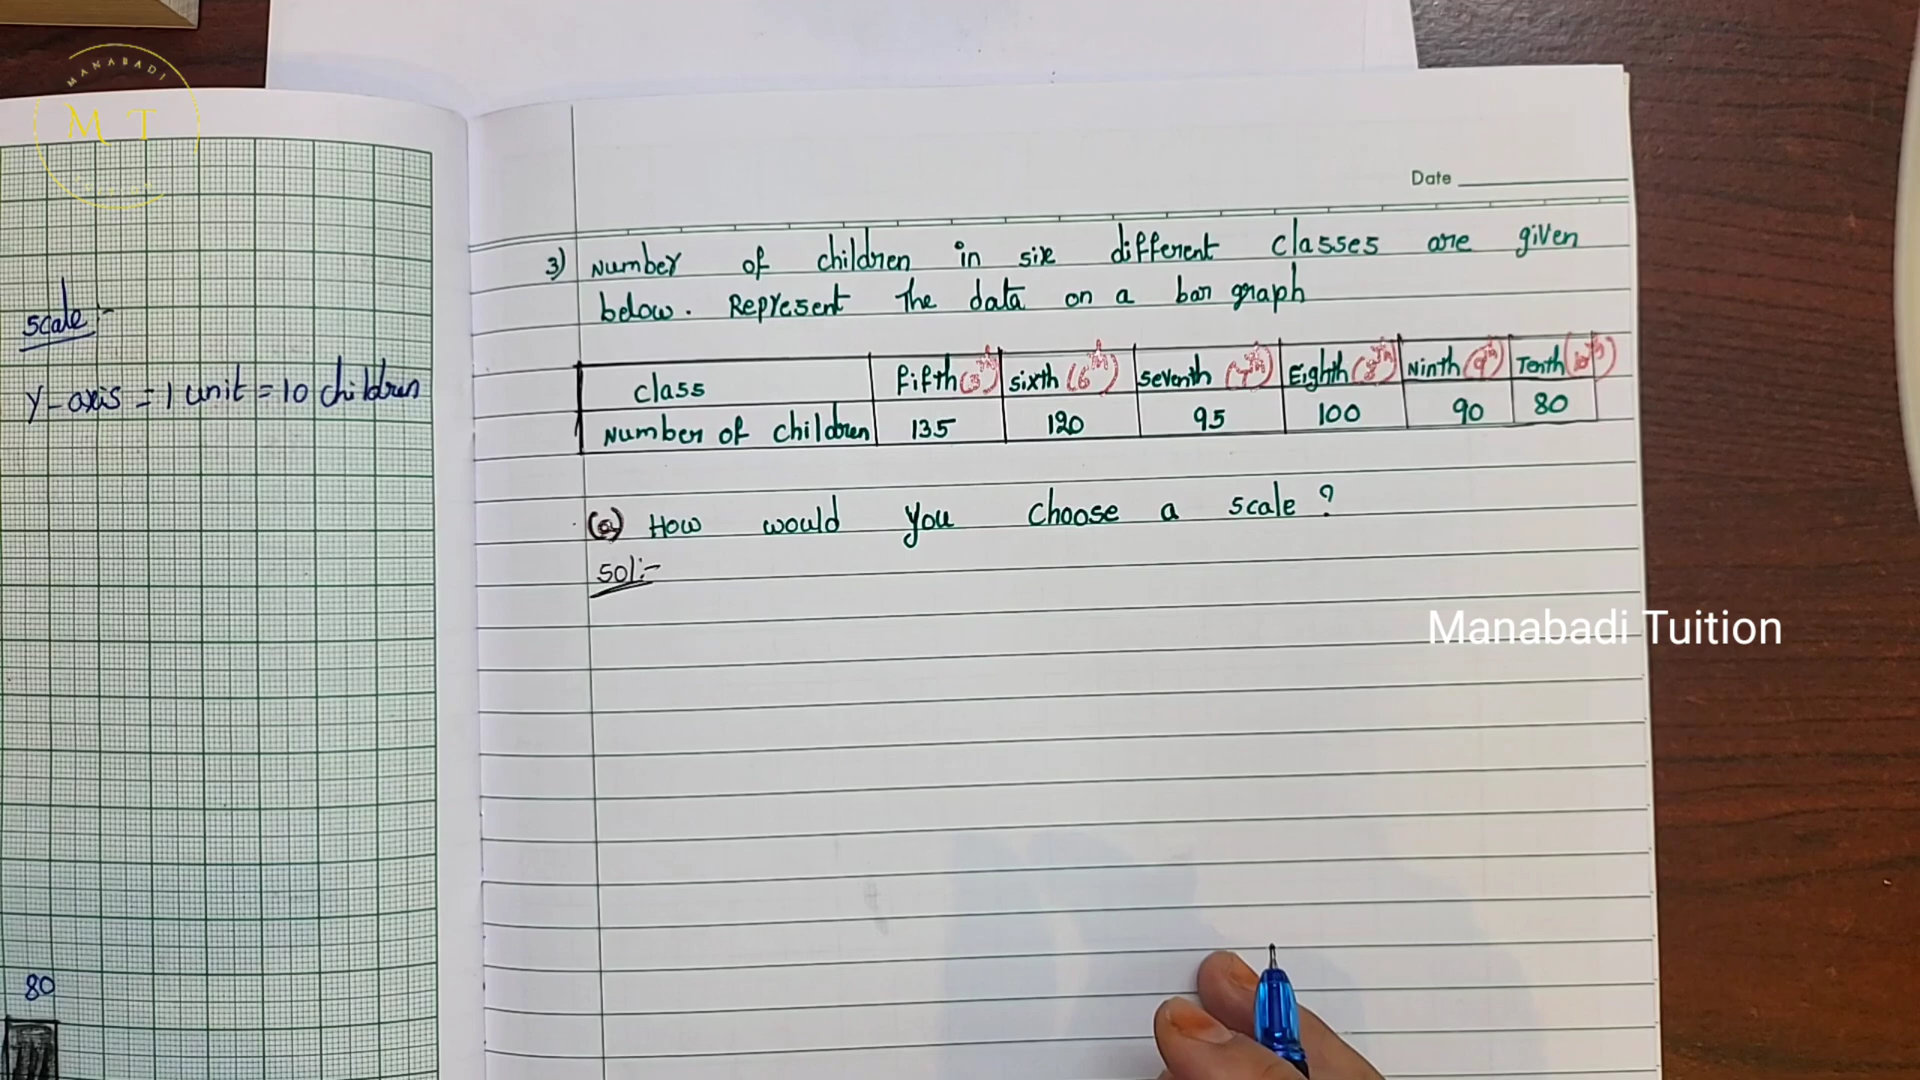 MANABADI
M T
scale :-
Y-axis = 1 unit = 10 children
80
Date
3) Number of children in six different classes are given
below. Represent The data on a bar graph
class fifth (5th) sixth (6th) seventh (7th) Eighth (8th) Ninth (9th) Tenth (10th)
Number of children 135 120 95 100 90 80
(a) How would you choose a scale ?
Sol:-
Manabadi Tuition